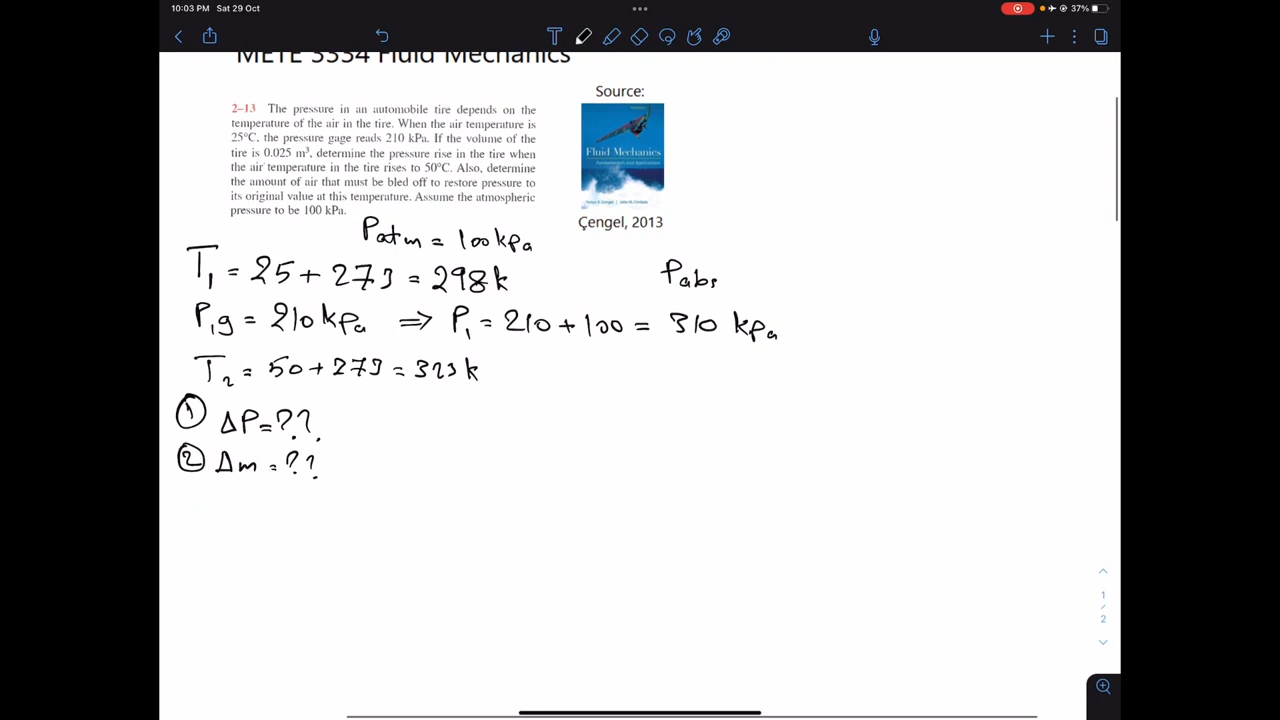 10:03 PM Sat 29 Oct
37%
METE 3334 Fluid Mechanics
2–13 The pressure in an automobile tire depends on the
temperature of the air in the tire. When the air temperature is
25°C, the pressure gage reads 210 kPa. If the volume of the
tire is 0.025 m³, determine the pressure rise in the tire when
the air temperature in the tire rises to 50°C. Also, determine
the amount of air that must be bled off to restore pressure to
its original value at this temperature. Assume the atmospheric
pressure to be 100 kPa.
Source:
Fluid Mechanics
Çengel, 2013
Patm = 100kpa
T1 = 25 + 273 = 298k
Pabs
P1g = 210kpa ⇒ P1 = 210 + 100 = 310 kpa
T2 = 50 + 273 = 323k
① ΔP = ??
② Δm = ??
1
/
2